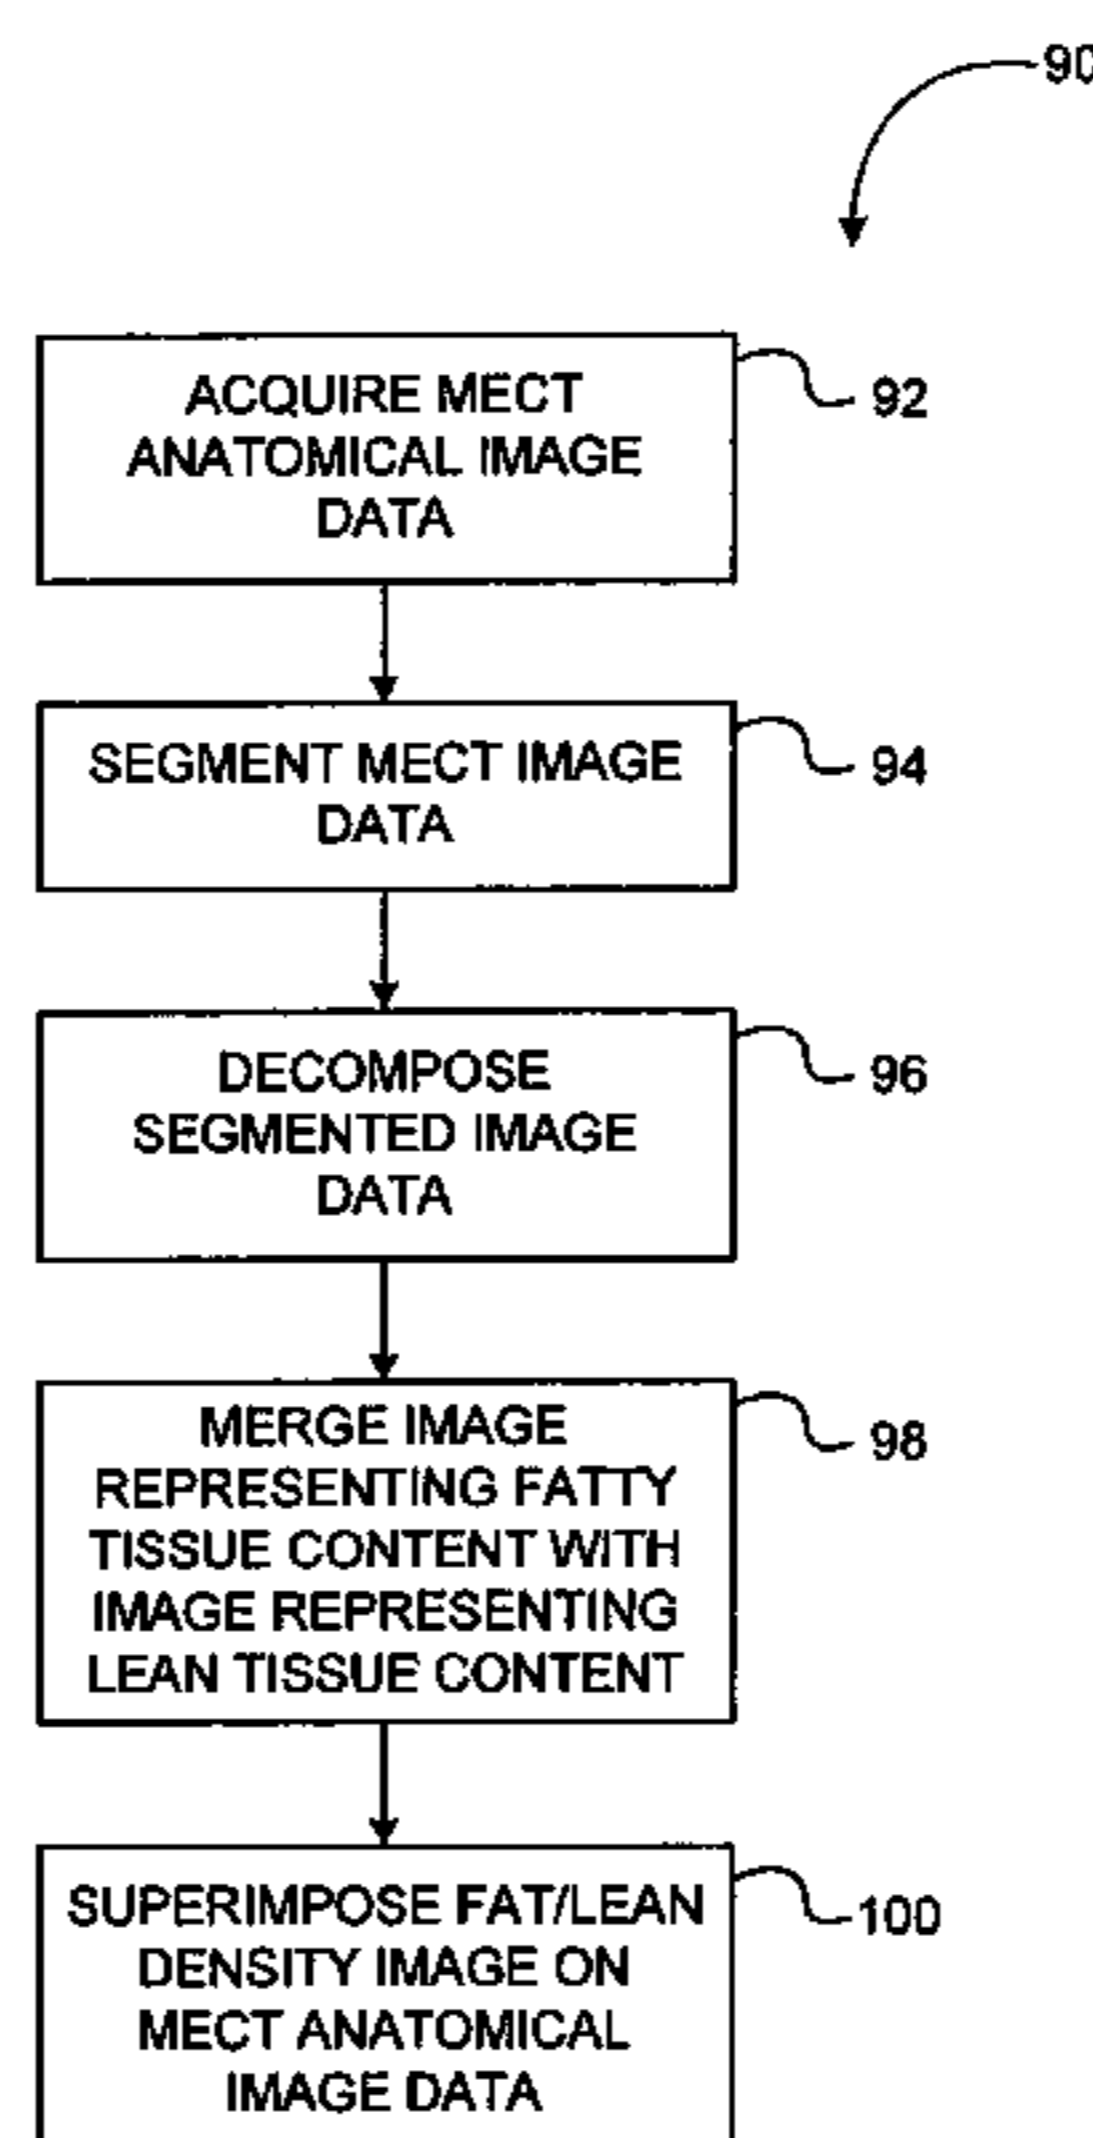 90
ACQUIRE MECT
ANATOMICAL IMAGE
DATA
92
SEGMENT MECT IMAGE
DATA
94
DECOMPOSE
SEGMENTED IMAGE
DATA
96
MERGE IMAGE
REPRESENTING FATTY
TISSUE CONTENT WITH
IMAGE REPRESENTING
LEAN TISSUE CONTENT
98
SUPERIMPOSE FAT/LEAN
DENSITY IMAGE ON
MECT ANATOMICAL
IMAGE DATA
100